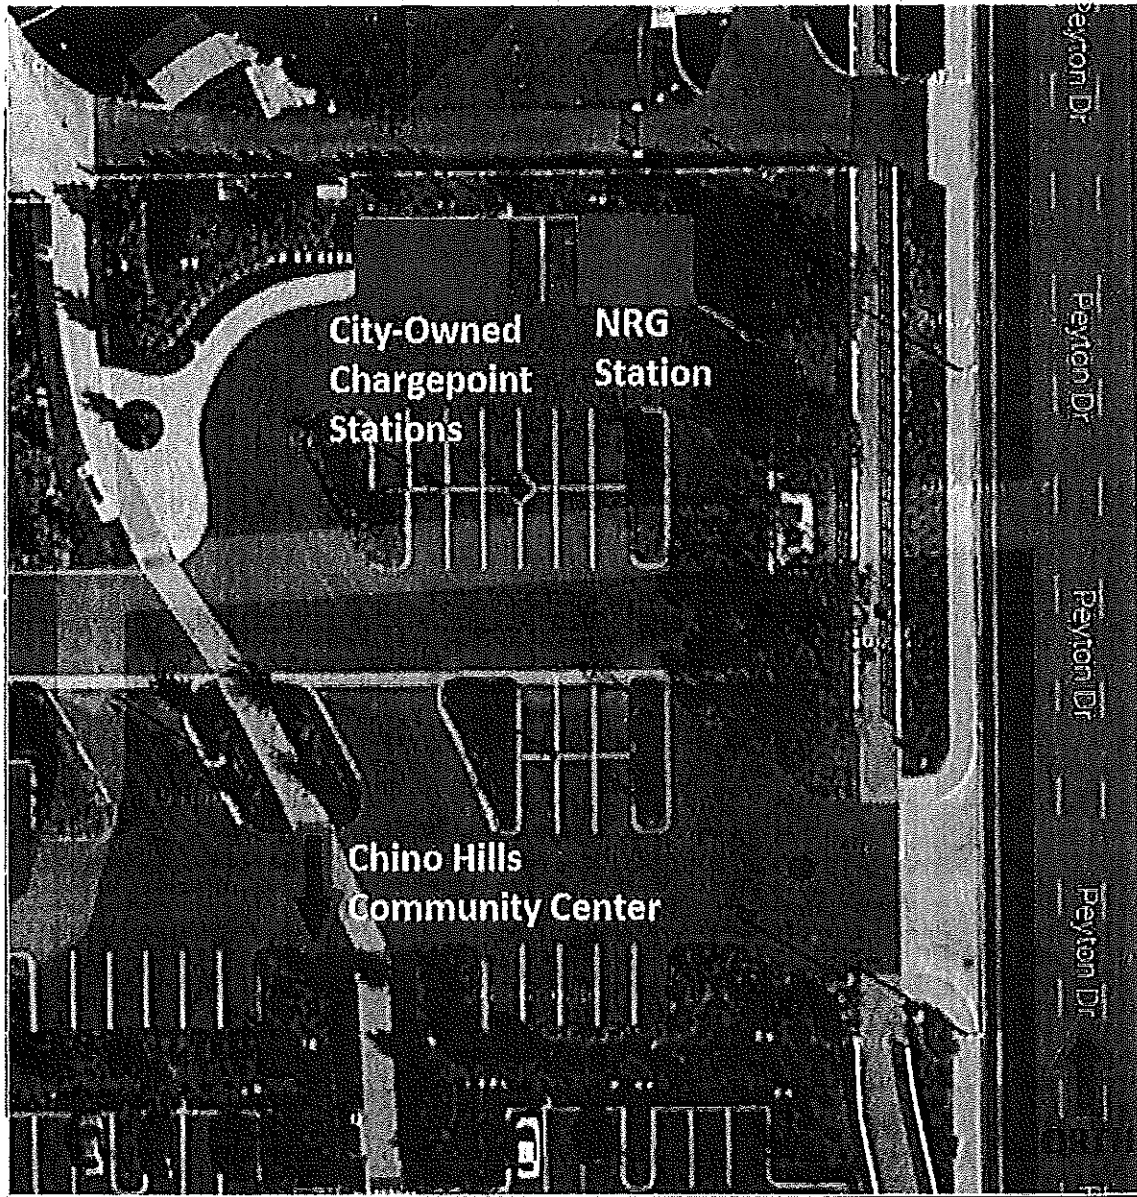 Peyton Dr
City-Owned
Chargepoint
Stations
NRG
Station
Peyton Dr
Peyton Dr
Chino Hills
Community Center
Peyton Dr